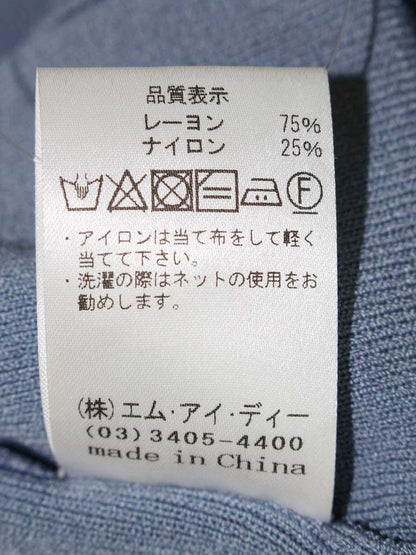 品質表示
レーヨン 75%
ナイロン 25%
F
・アイロンは当て布をして軽く
当てて下さい。
・洗濯の際はネットの使用をお
勧めします。
(株)エム・アイ・ディー
(03)3405-4400
made in China